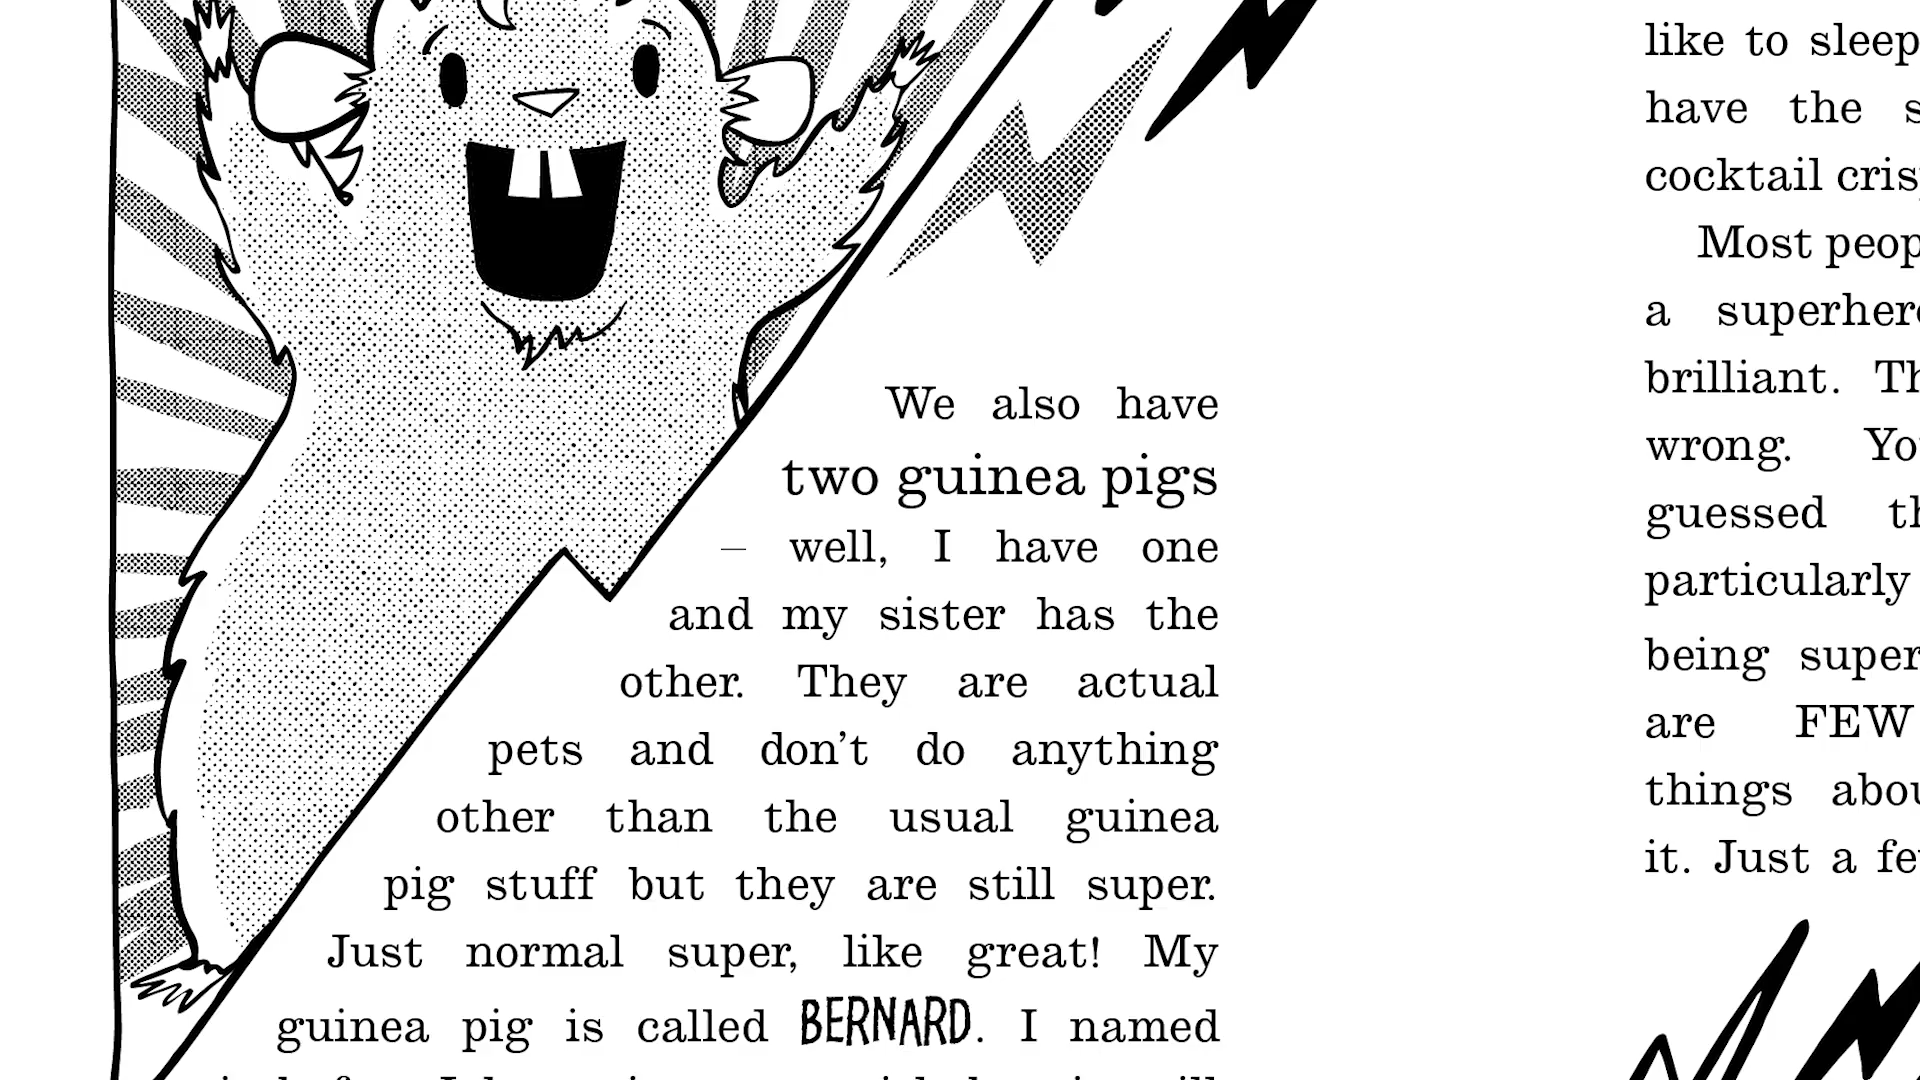 We also have
two guinea pigs
– well, I have one
and my sister has the
other. They are actual
pets and don’t do anything
other than the usual guinea
pig stuff but they are still super.
Just normal super, like great! My
guinea pig is called BERNARD. I named
like to sleep
have the
cocktail
Most
a
brilliant.
wrong.
guessed
particularly
being super
are FEW
things
it. Just a